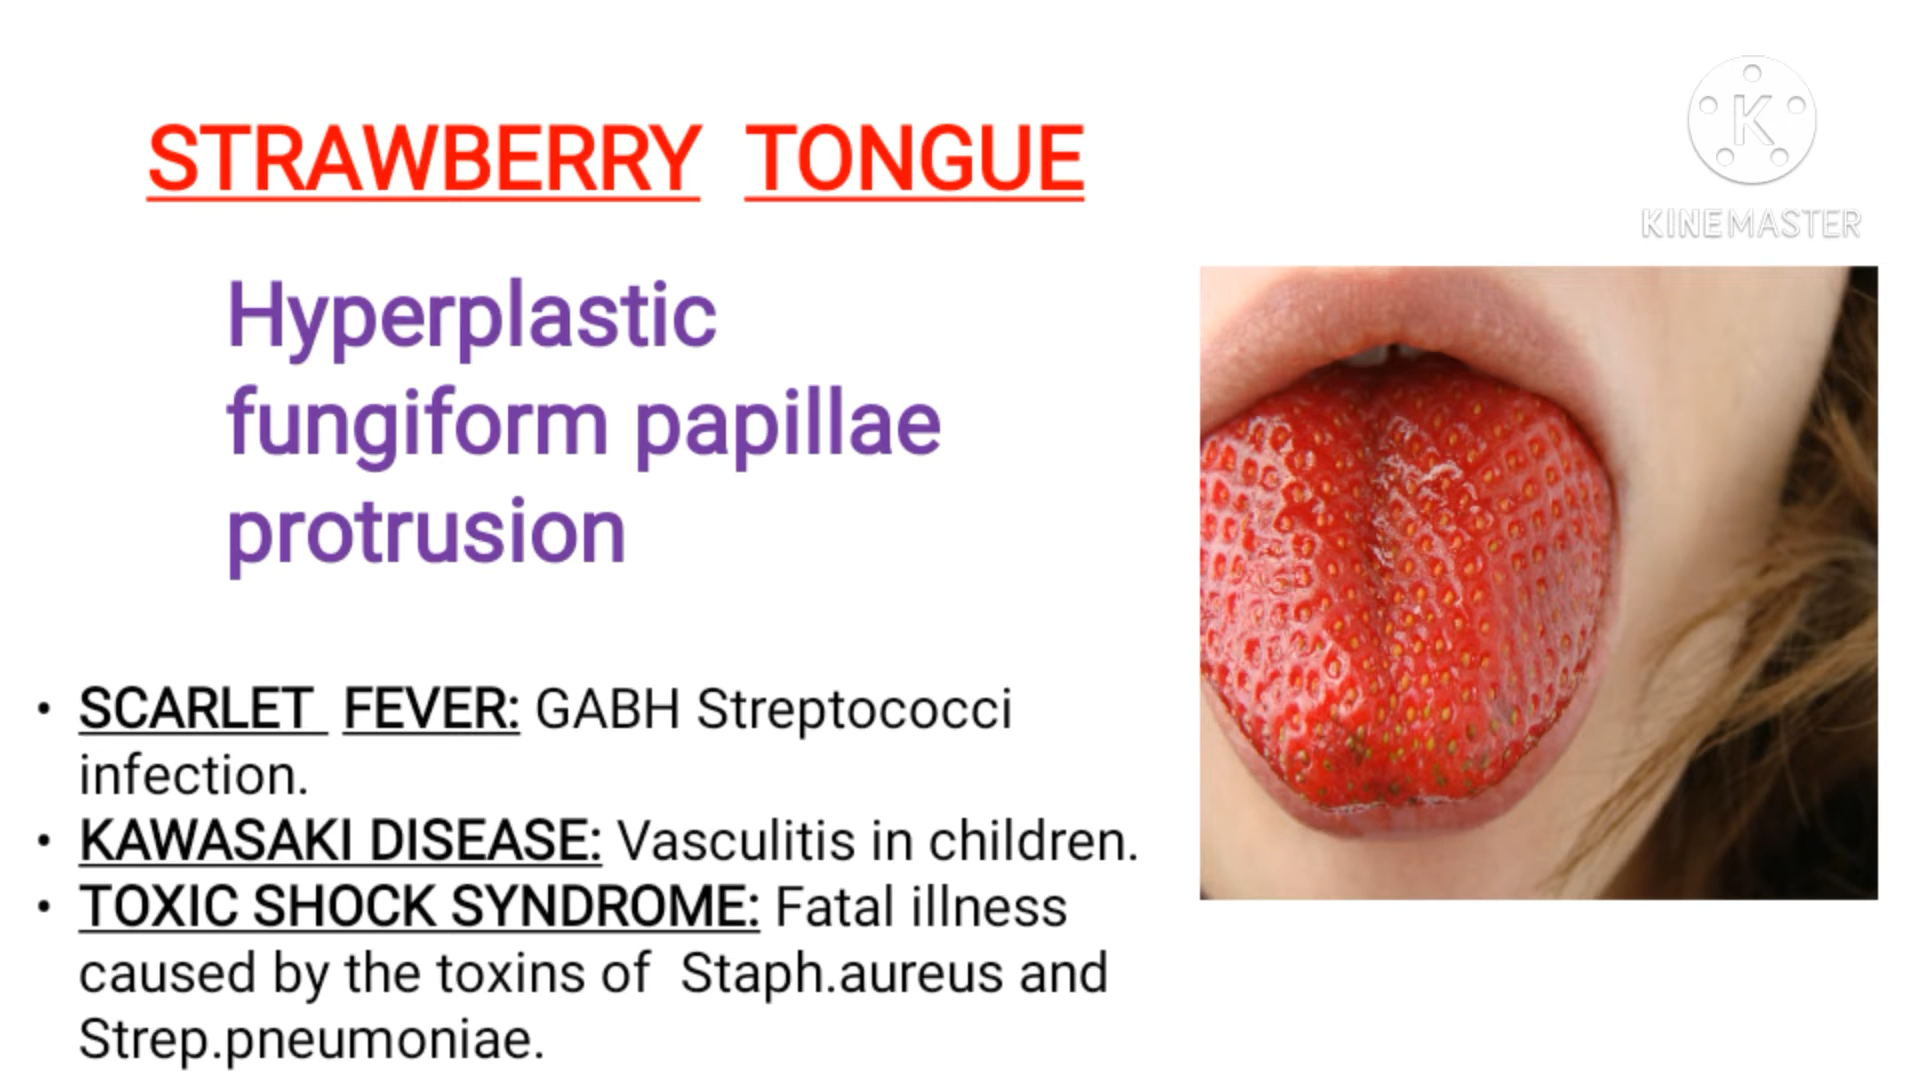 STRAWBERRY TONGUE
K
KINEMASTER
Hyperplastic
fungiform papillae
protrusion
• SCARLET FEVER: GABH Streptococci
infection.
• KAWASAKI DISEASE: Vasculitis in children.
• TOXIC SHOCK SYNDROME: Fatal illness
caused by the toxins of Staph.aureus and
Strep.pneumoniae.